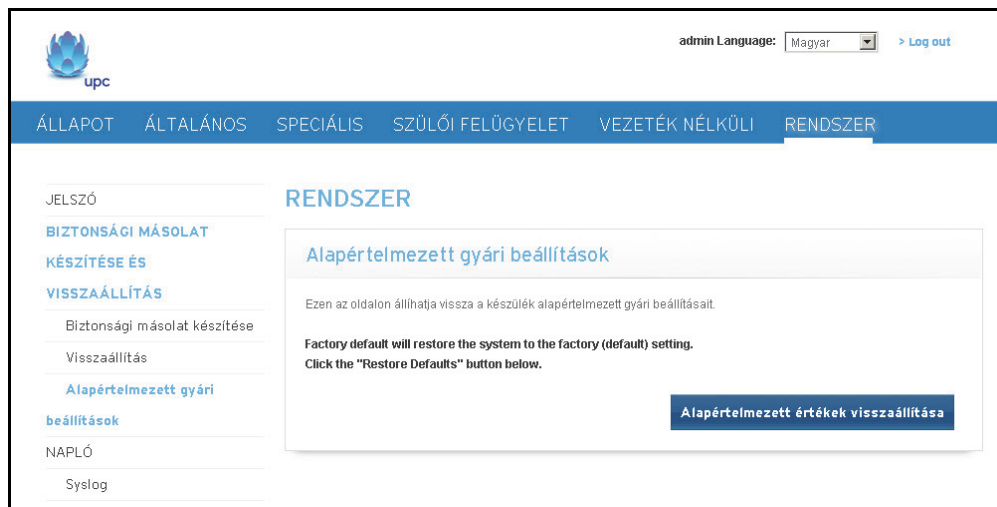 upc
admin Language: Magyar > Log out
ÁLLAPOT ÁLTALÁNOS SPECIÁLIS SZÜLŐI FELÜGYELET VEZETÉK NÉLKÜLI RENDSZER
JELSZÓ
BIZTONSÁGI MÁSOLAT
KÉSZÍTÉSE ÉS
VISSZAÁLLÍTÁS
Biztonsági másolat készítése
Visszaállítás
Alapértelmezett gyári
beállítások
NAPLÓ
Syslog
RENDSZER
Alapértelmezett gyári beállítások
Ezen az oldalon állíhatja vissza a készülék alapértelmezett gyári beállításait.
Factory default will restore the system to the factory (default) setting.
Click the "Restore Defaults" button below.
Alapértelmezett értékek visszaállítása